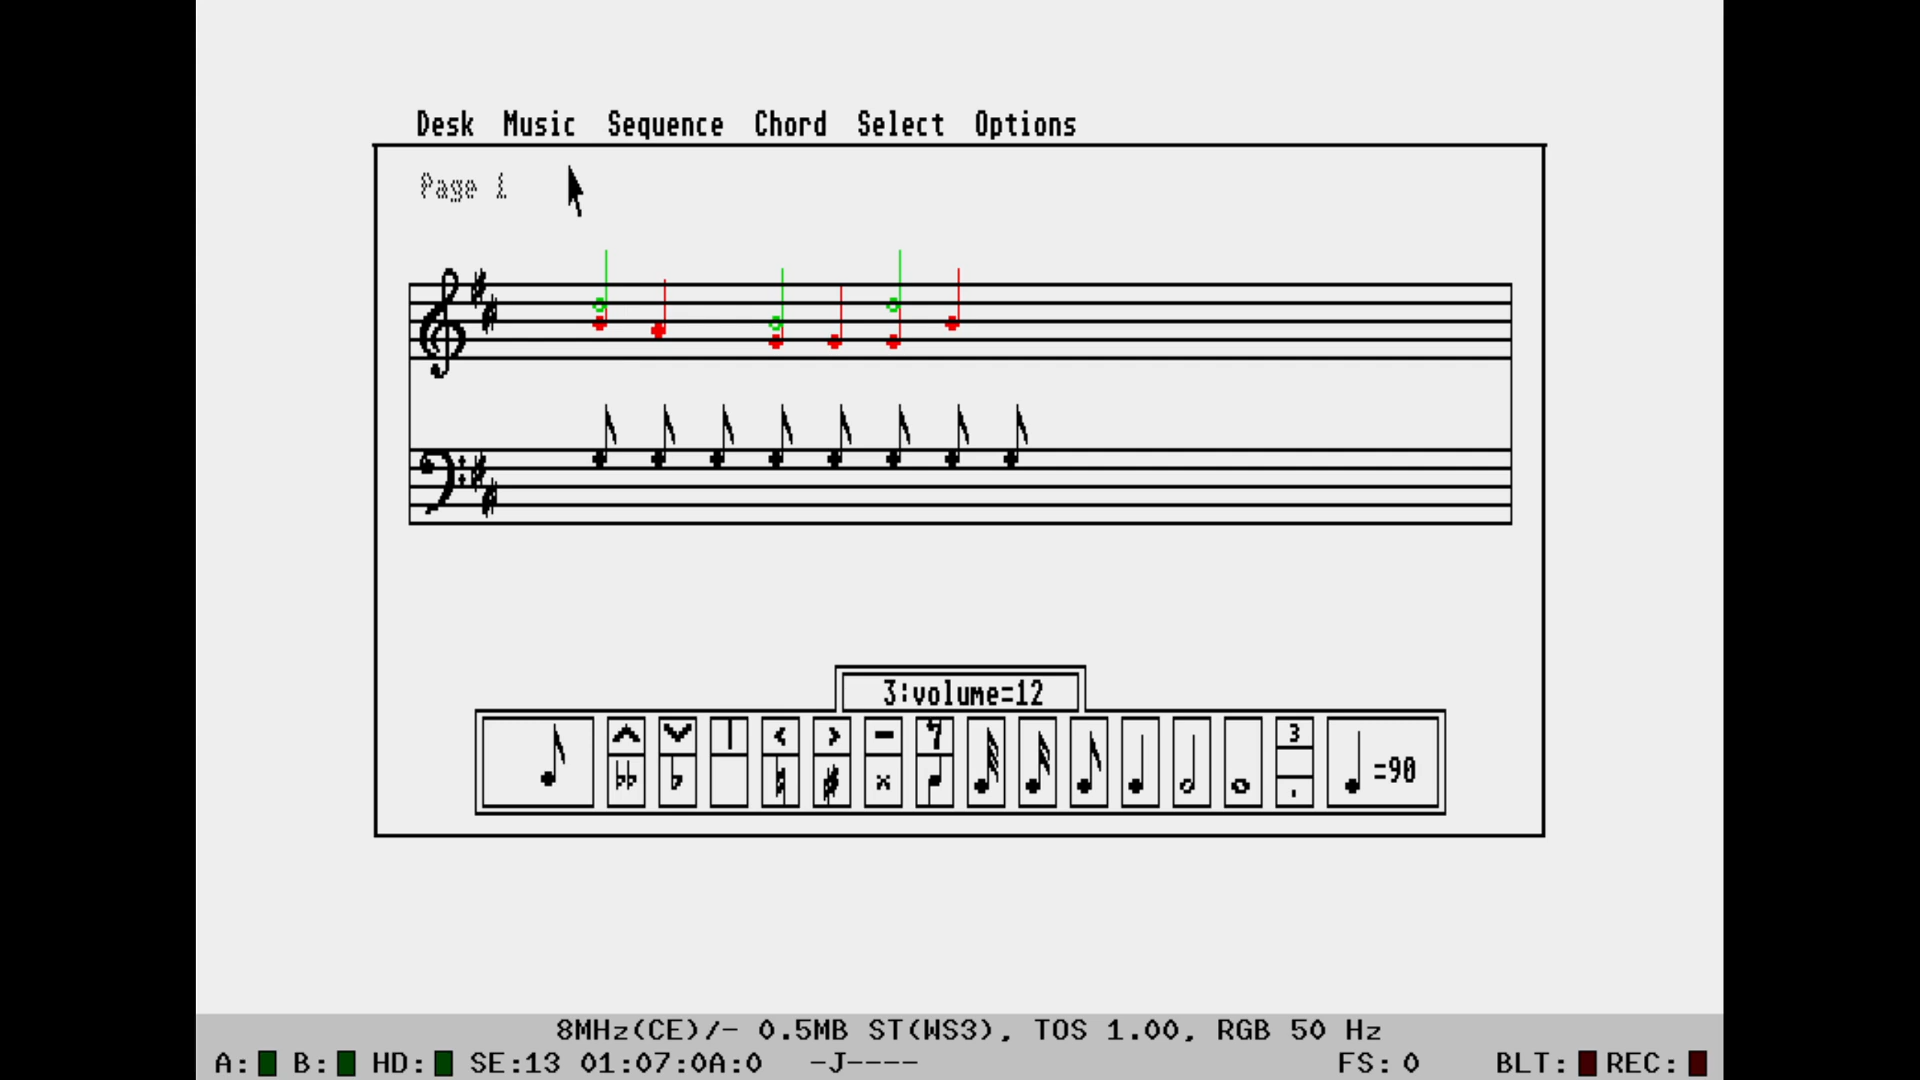 Desk Music Sequence Chord Select Options
Page 1
3:volume=12
3
=90
8MHz(CE)/- 0.5MB ST(WS3), TOS 1.00, RGB 50 Hz
A: B: HD: SE:13 01:07:0A:0 -J---- FS: 0 BLT: REC: